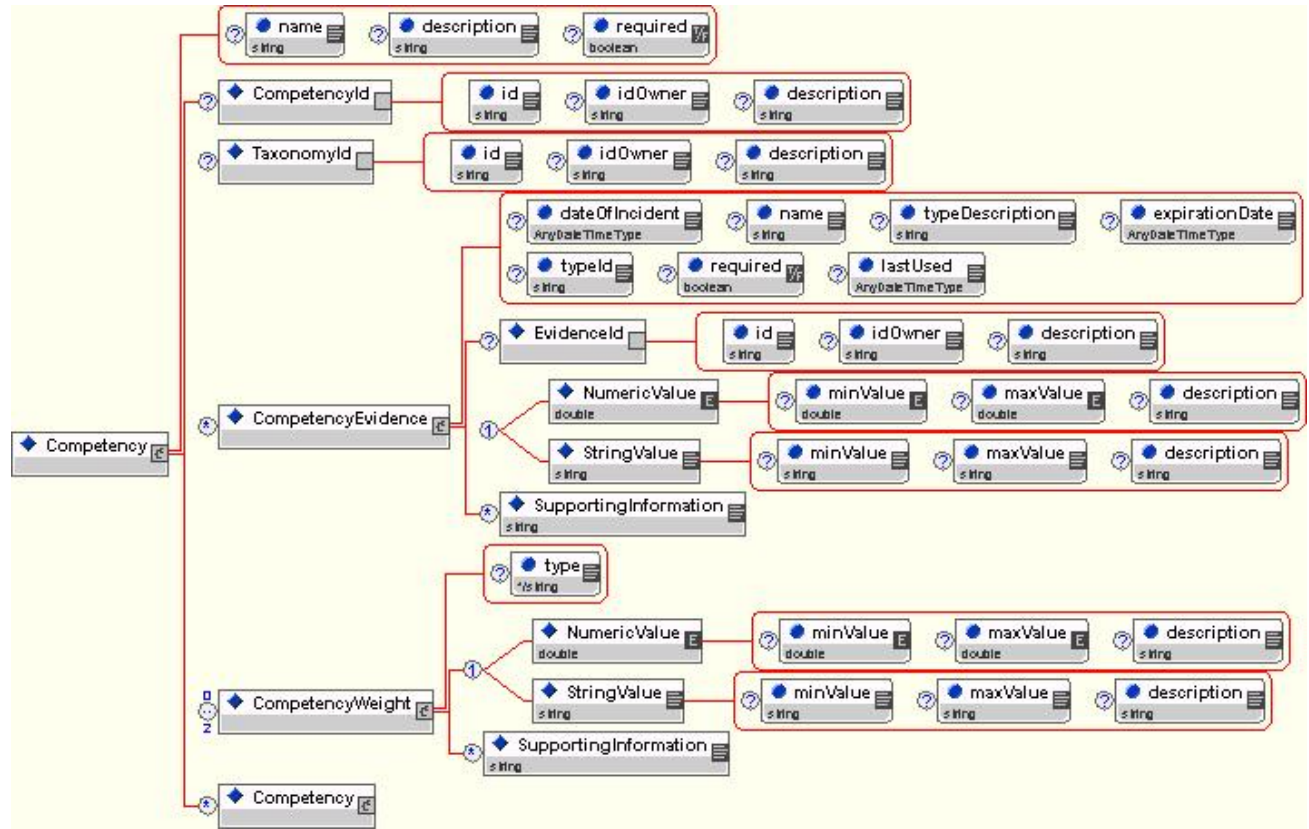 ? name ? description ? required T/F
string string boolean
? CompetencyId id ? idOwner ? description
string string string
? TaxonomyId id ? idOwner ? description
string string string
? dateOfIncident ? name ? typeDescription ? expirationDate
AnyDateTimeType string string AnyDateTimeType
? typeId ? required T/F ? lastUsed
string boolean AnyDateTimeType
? EvidenceId id ? idOwner ? description
string string string
NumericValue E ? minValue E ? maxValue E ? description
double double double string
* CompetencyEvidence 1
Competency
StringValue ? minValue ? maxValue ? description
string string string string
* SupportingInformation
string
? type
*/string
NumericValue E ? minValue E ? maxValue E ? description
double double double string
1
0 .. 2 CompetencyWeight
StringValue ? minValue ? maxValue ? description
string string string string
* SupportingInformation
string
* Competency